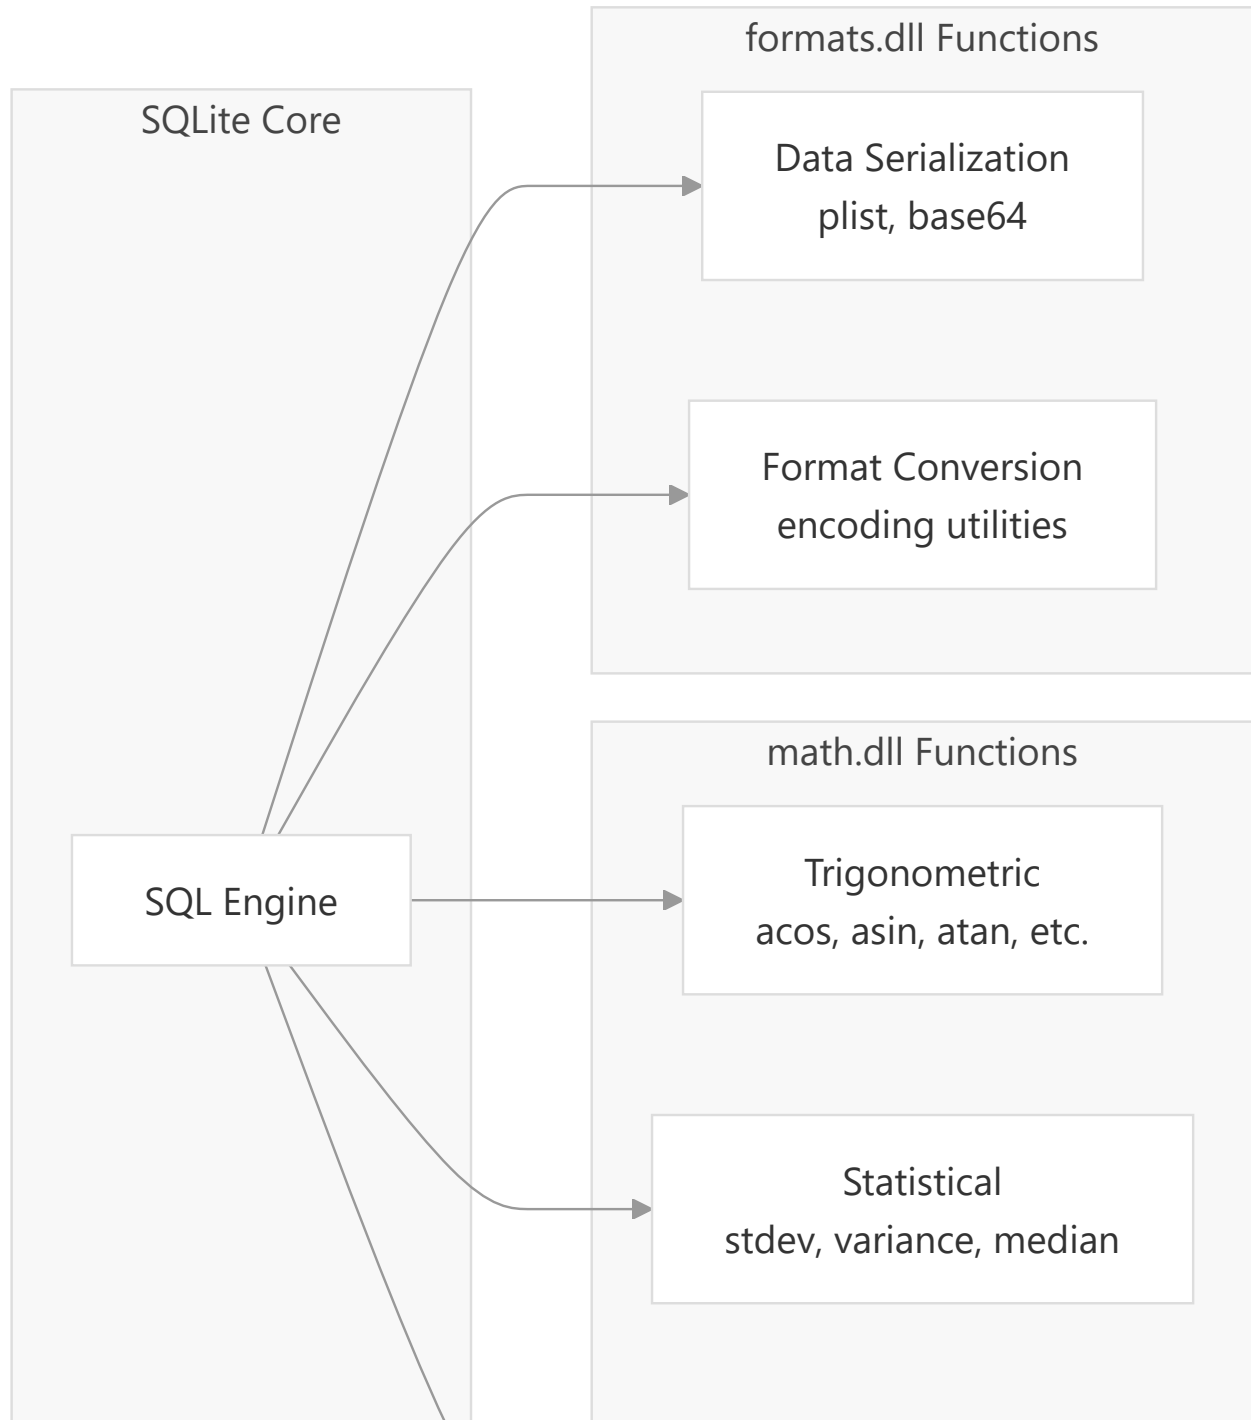 formats.dll Functions
SQLite Core
Data Serialization
plist, base64
Format Conversion
encoding utilities
math.dll Functions
SQL Engine
Trigonometric
acos, asin, atan, etc.
Statistical
stdev, variance, median